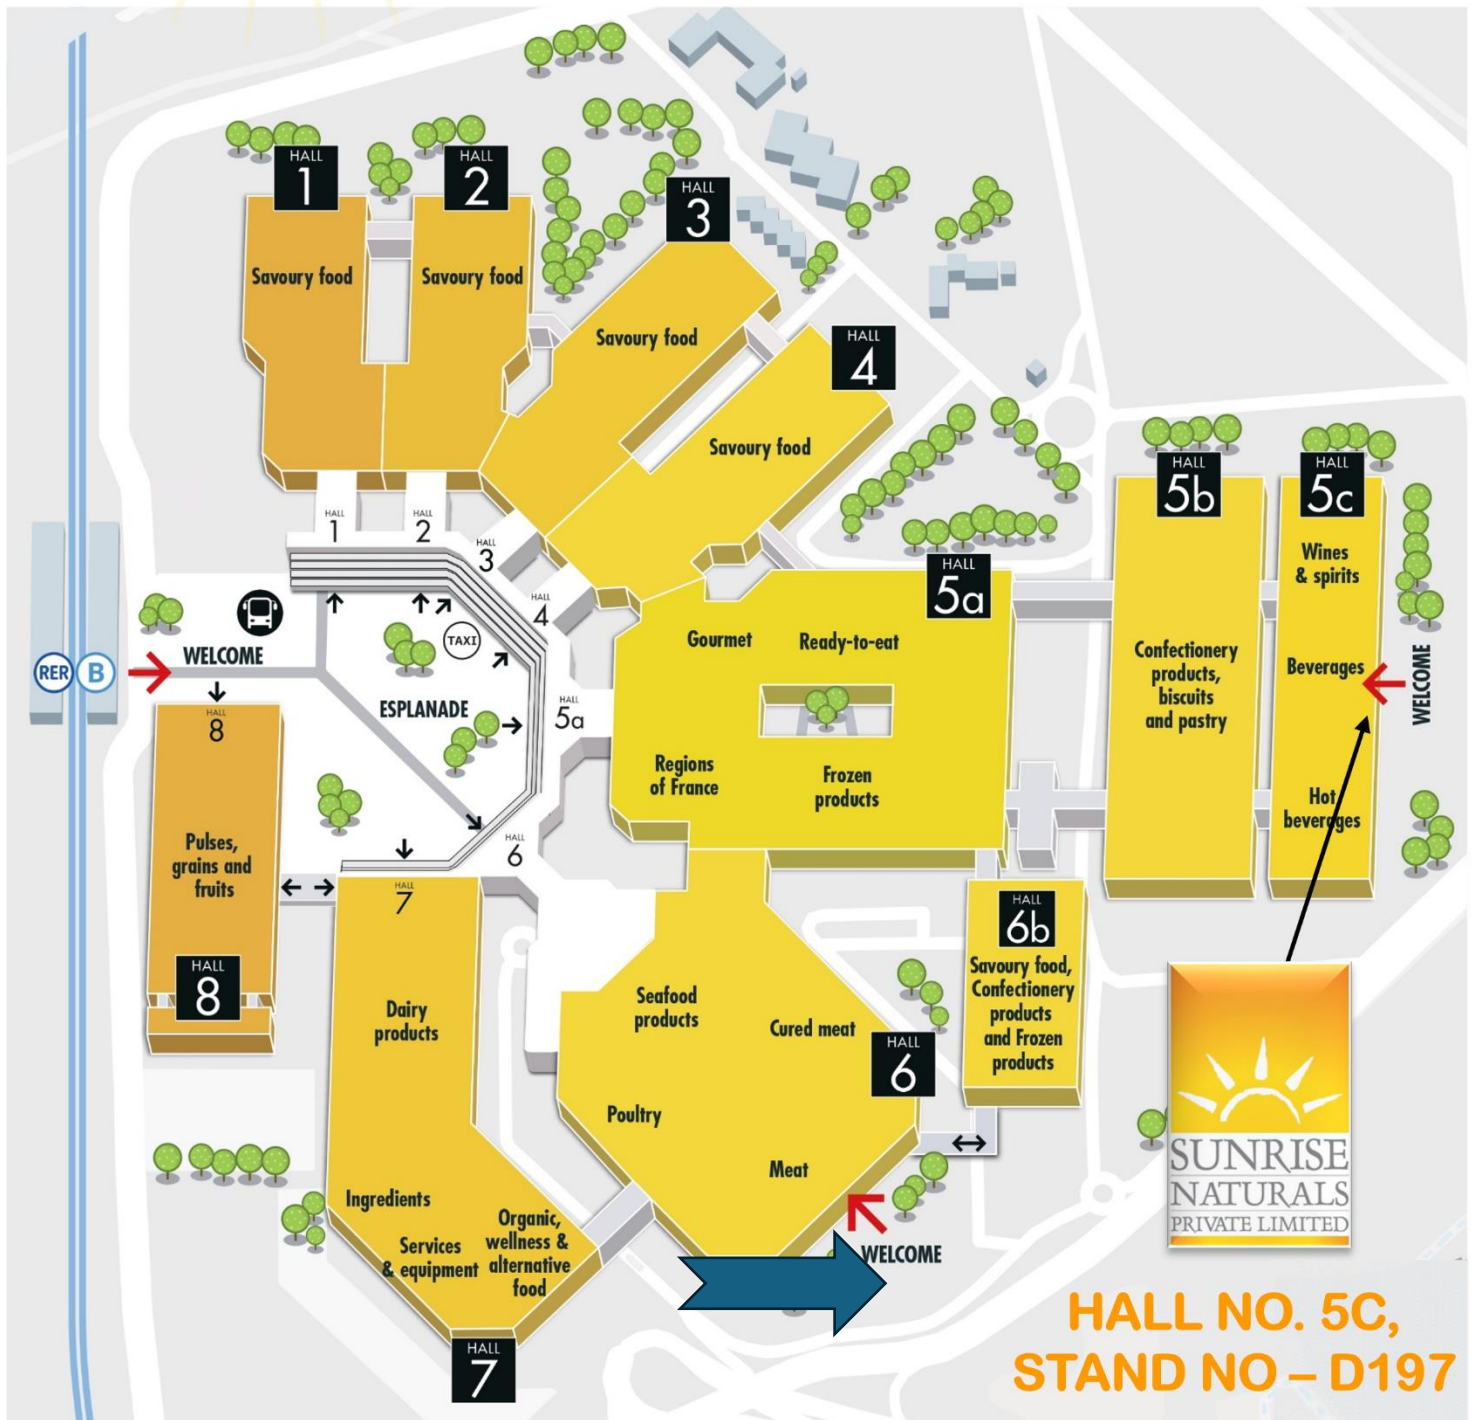 HALL
1
HALL
2
HALL
3
HALL
4
Savoury food
Savoury food
Savoury food
Savoury food
HALL
5b
HALL
5c
HALL
1
HALL
2
HALL
3
HALL
4
HALL
5a
Wines
& spirits
TAXI
WELCOME
RER
B
ESPLANADE
HALL
5a
Gourmet
Ready-to-eat
Regions
of France
Frozen
products
Confectionery
products,
biscuits
and pastry
Beverages
WELCOME
Hot
beverages
HALL
8
Pulses,
grains and
fruits
HALL
8
HALL
6
HALL
7
Dairy
products
Ingredients
Services
& equipment
Organic,
wellness &
alternative
food
HALL
7
Seafood
products
Cured meat
HALL
6
Poultry
Meat
WELCOME
HALL
6b
Savoury food,
Confectionery
products
and Frozen
products
SUNRISE
NATURALS
PRIVATE LIMITED
HALL NO. 5C,
STAND NO – D197